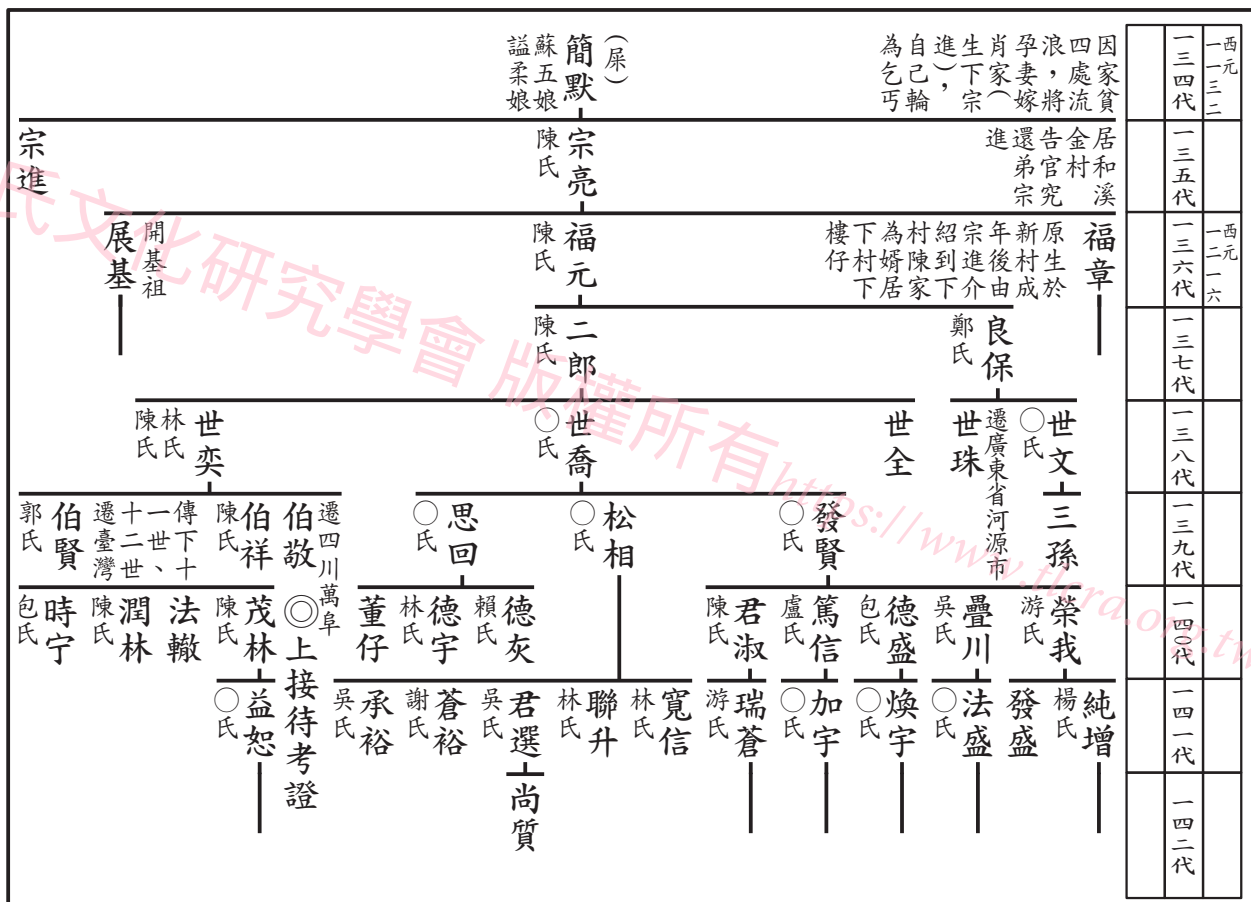 西元一一三二
一三四代
因家貧
四處流
浪，將
孕妻嫁
肖家（
生下宗
進），
自己輪
為乞丐
（屎）
簡默
蘇五娘
謚柔娘
一三五代
居和溪
金村
告官究
還弟宗
進
宗亮
陳氏
宗進
西元一二一六
一三六代
福章
原生於
新村成
年後由
宗進介
紹到下
村陳家
為婿居
下村下
樓仔
福元
陳氏
開基祖
展基
一三七代
良保
鄭氏
二郎
陳氏
一三八代
世文
○氏
遷廣東省河源市
世珠
世全
世喬
○氏
世奕
林氏
陳氏
一三九代
三孫
發賢
○氏
松相
○氏
思回
○氏
遷四川萬阜
伯敬
伯祥
陳氏
傳下十
一世、
十二世
遷臺灣
伯賢
郭氏
一四〇代
榮我
游氏
疊川
吳氏
德盛
包氏
篤信
盧氏
君淑
陳氏
德灰
賴氏
德宇
林氏
董仔
◎上接待考證
茂林
陳氏
法轍
潤林
陳氏
時宁
包氏
一四一代
純增
楊氏
發盛
法盛
○氏
煥宇
○氏
加宇
○氏
瑞蒼
游氏
寬信
林氏
聯升
林氏
君選
吳氏
蒼裕
謝氏
承裕
吳氏
益恕
○氏
一四二代
尚質
氏文化研究學會 版權所有https://www.tlcra.org.tw